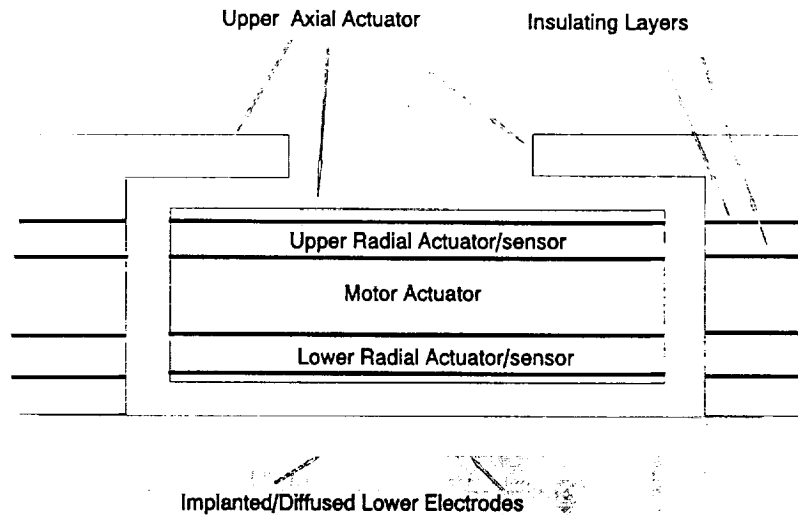 Upper Axial Actuator
Insulating Layers
Upper Radial Actuator/sensor
Motor Actuator
Lower Radial Actuator/sensor
Implanted/Diffused Lower Electrodes